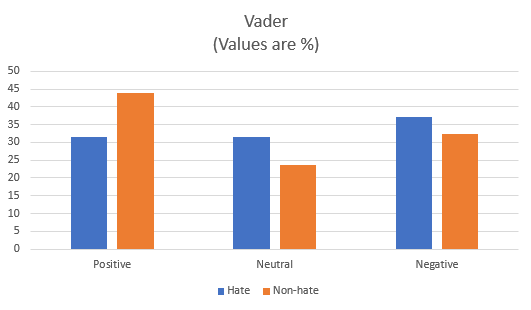 Vader
(Values are %)
50
45
40
35
30
25
20
15
10
5
0
Positive
Neutral
Negative
Hate
Non-hate